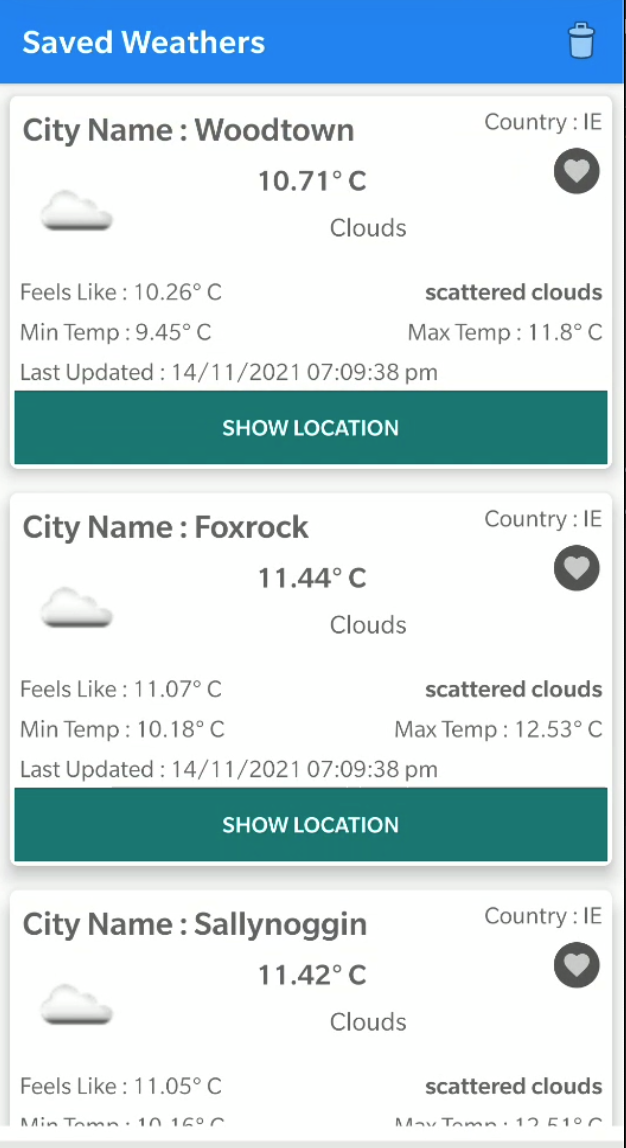 Saved Weathers
City Name : Woodtown
Country : IE
10.71° C
Clouds
Feels Like : 10.26° C
scattered clouds
Min Temp : 9.45° C
Max Temp : 11.8° C
Last Updated : 14/11/2021 07:09:38 pm
SHOW LOCATION
City Name : Foxrock
Country : IE
11.44° C
Clouds
Feels Like : 11.07° C
scattered clouds
Min Temp : 10.18° C
Max Temp : 12.53° C
Last Updated : 14/11/2021 07:09:38 pm
SHOW LOCATION
City Name : Sallynoggin
Country : IE
11.42° C
Clouds
Feels Like : 11.05° C
scattered clouds
Min Temp : 10.16° C
Max Temp : 12.51° C